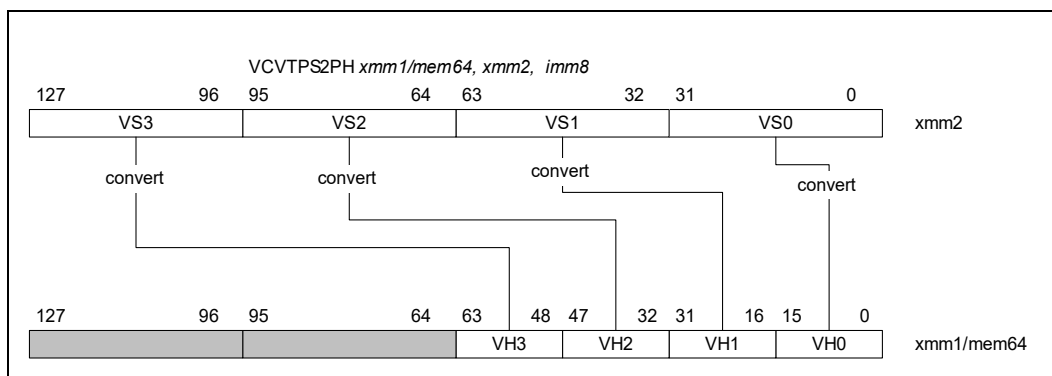 VCVTPS2PH xmm1/mem64, xmm2, imm8
127 96 95 64 63 32 31 0
VS3 VS2 VS1 VS0 xmm2
convert convert convert convert
127 96 95 64 63 48 47 32 31 16 15 0
VH3 VH2 VH1 VH0 xmm1/mem64